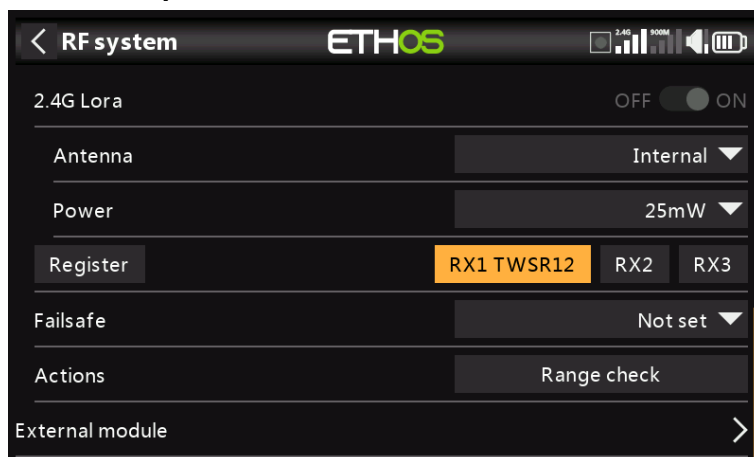 RF system ETHOS 2.4G 900M
2.4G Lora OFF ON
Antenna Internal
Power 25mW
Register RX1 TWSR12 RX2 RX3
Failsafe Not set
Actions Range check
External module